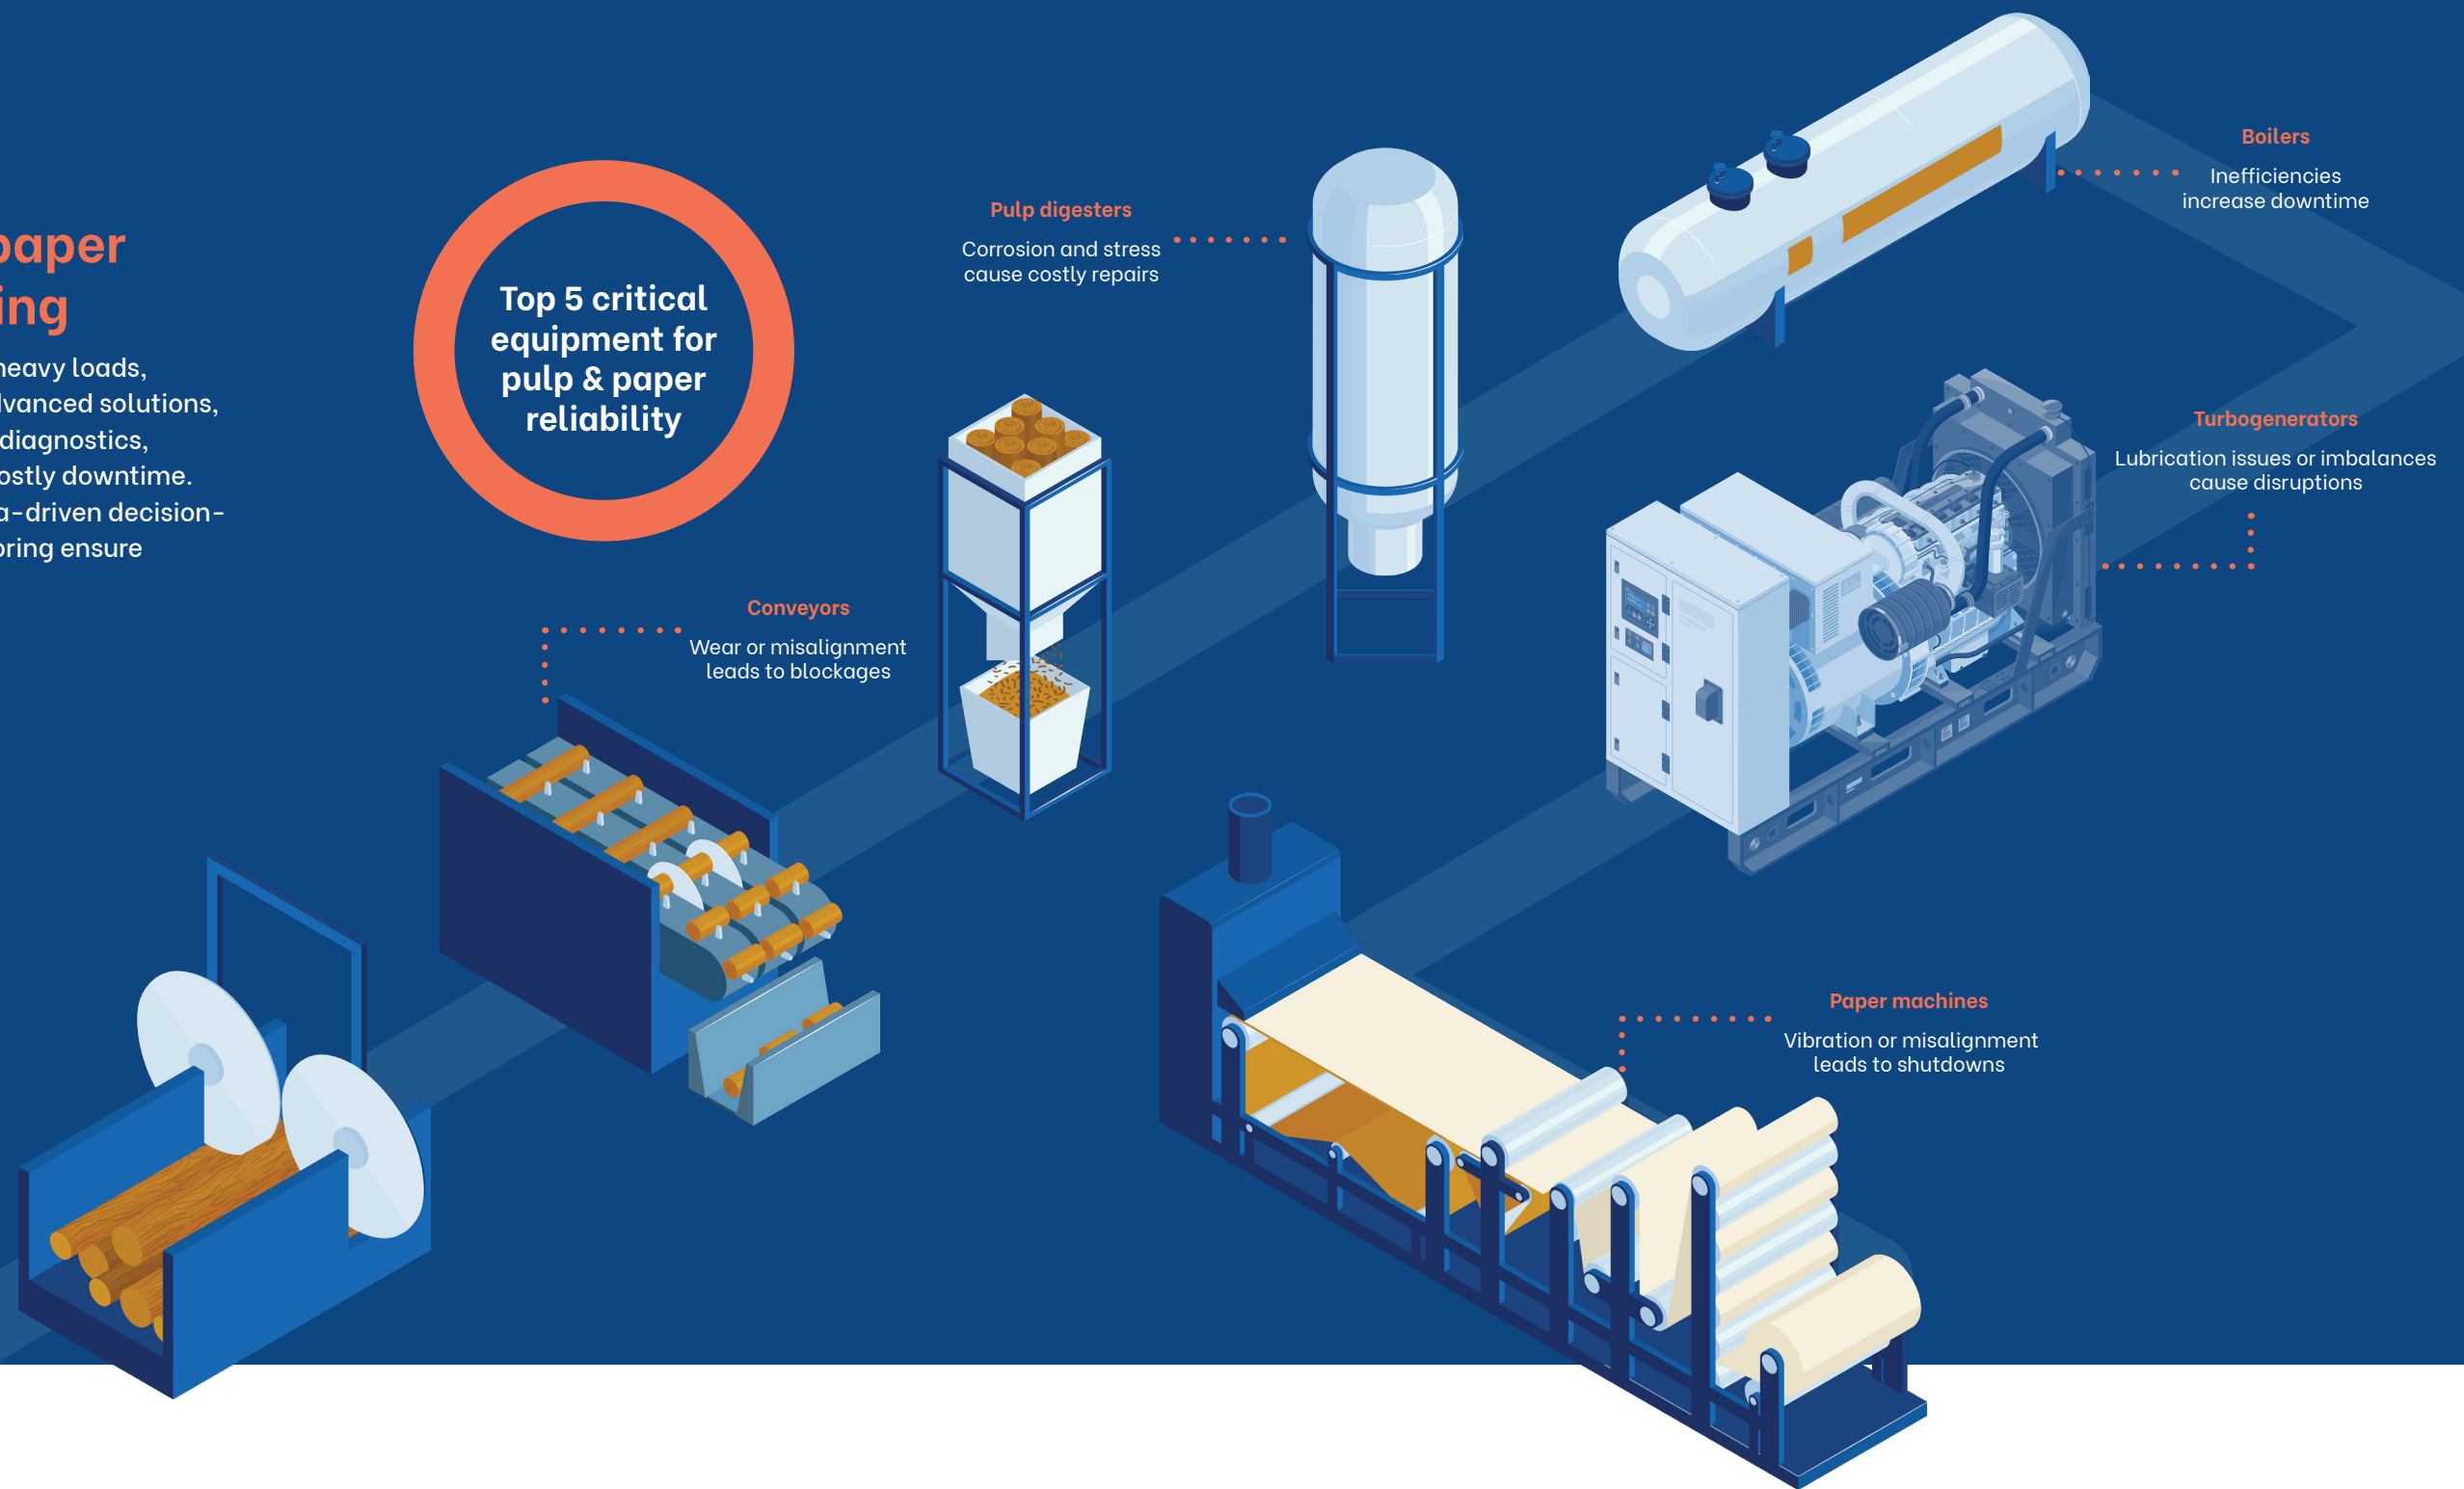 paper
ing
heavy loads,
lvanced solutions,
diagnostics,
ostly downtime.
a-driven decision-
oring ensure
Top 5 critical
equipment for
pulp & paper
reliability
Pulp digesters
Corrosion and stress
cause costly repairs
Boilers
Inefficiencies
increase downtime
Turbogenerators
Lubrication issues or imbalances
cause disruptions
Conveyors
Wear or misalignment
leads to blockages
Paper machines
Vibration or misalignment
leads to shutdowns